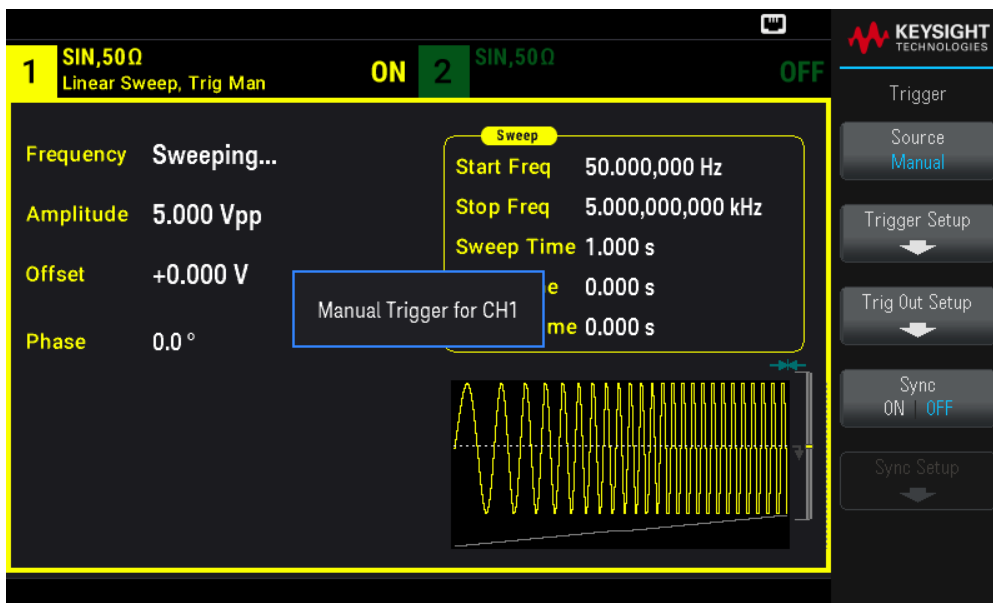 KEYSIGHT
TECHNOLOGIES
1
SIN,50Ω
Linear Sweep, Trig Man
ON
2
SIN,50Ω
OFF
Frequency Sweeping...
Amplitude 5.000 Vpp
Offset +0.000 V
Phase 0.0 °
Sweep
Start Freq 50.000,000 Hz
Stop Freq 5.000,000,000 kHz
Sweep Time 1.000 s
e 0.000 s
me 0.000 s
Manual Trigger for CH1
Trigger
Source
Manual
Trigger Setup
Trig Out Setup
Sync
ON | OFF
Sync Setup